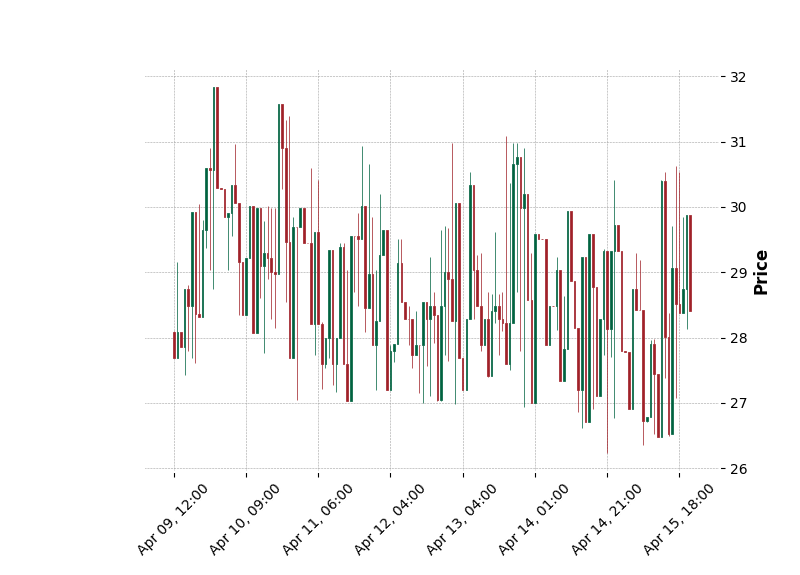 32
31
30
29
28
27
26
Price
Apr 09, 12:00
Apr 10, 09:00
Apr 11, 06:00
Apr 12, 04:00
Apr 13, 04:00
Apr 14, 01:00
Apr 14, 21:00
Apr 15, 18:00